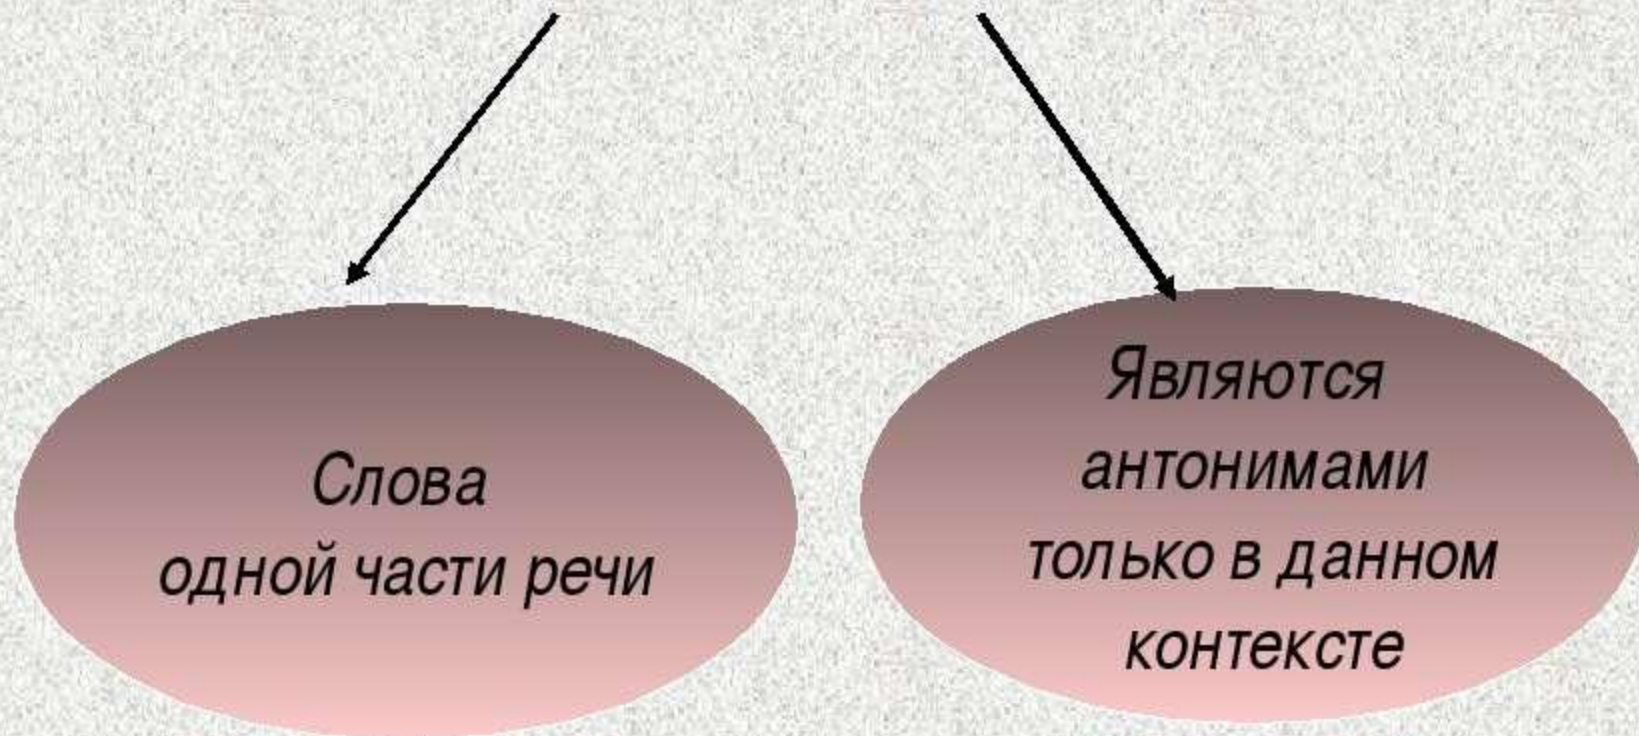 Слова
одной части речи
Являются
антонимами
только в данном
контексте